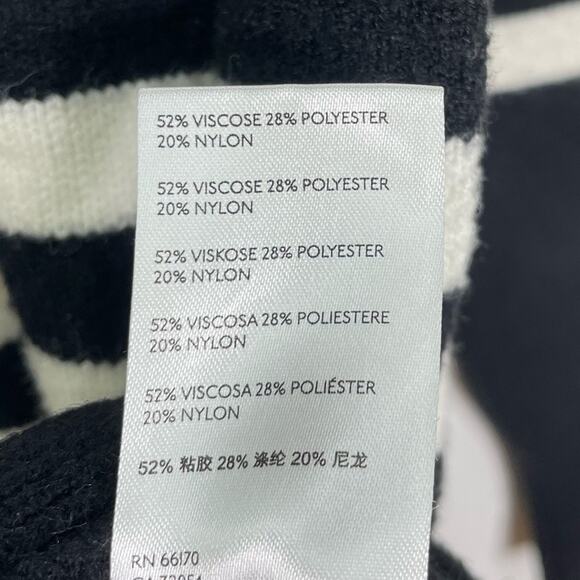 52% VISCOSE 28% POLYESTER
20% NYLON
52% VISCOSE 28% POLYESTER
20% NYLON
52% VISKOSE 28% POLYESTER
20% NYLON
52% VISCOSA 28% POLIESTERE
20% NYLON
52% VISCOSA 28% POLIÉSTER
20% NYLON
52% 粘胶 28% 涤纶 20% 尼龙
RN 66170